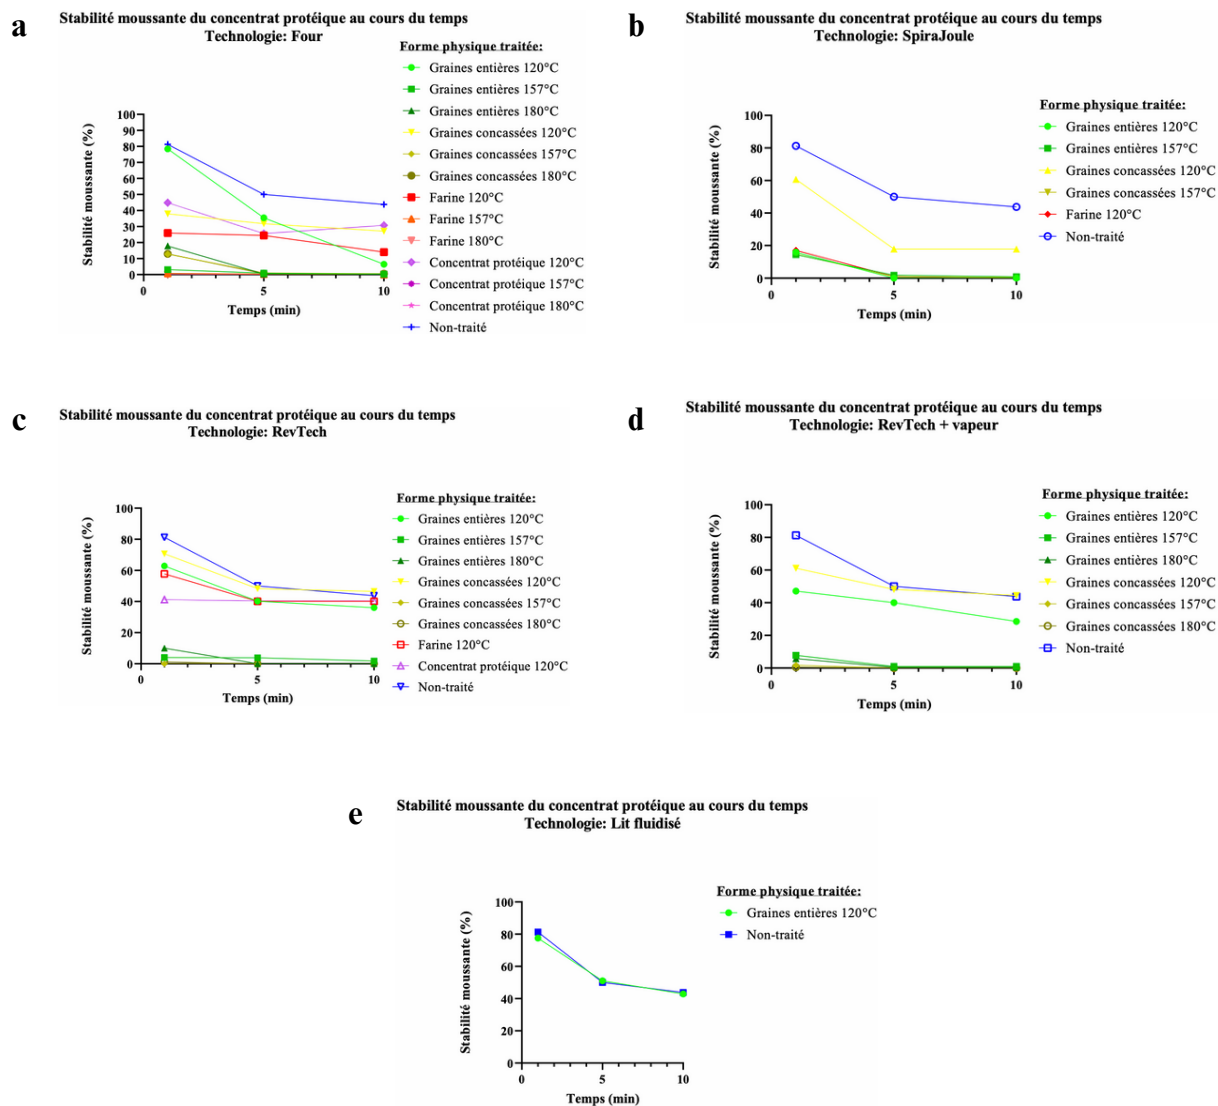 a
Stabilité moussante du concentrat protéique au cours du temps
Technologie: Four
Forme physique traitée:
Graines entières 120°C
Graines entières 157°C
Graines entières 180°C
Graines concassées 120°C
Graines concassées 157°C
Graines concassées 180°C
Farine 120°C
Farine 157°C
Farine 180°C
Concentrat protéique 120°C
Concentrat protéique 157°C
Concentrat protéique 180°C
Non-traité
Stabilité moussante (%)
100
90
80
70
60
50
40
30
20
10
0
0
5
10
Temps (min)
b
Stabilité moussante du concentrat protéique au cours du temps
Technologie: SpiraJoule
Forme physique traitée:
Graines entières 120°C
Graines entières 157°C
Graines concassées 120°C
Graines concassées 157°C
Farine 120°C
Non-traité
Stabilité moussante (%)
100
80
60
40
20
0
0
5
10
Temps (min)
c
Stabilité moussante du concentrat protéique au cours du temps
Technologie: RevTech
Forme physique traitée:
Graines entières 120°C
Graines entières 157°C
Graines entières 180°C
Graines concassées 120°C
Graines concassées 157°C
Graines concassées 180°C
Farine 120°C
Concentrat protéique 120°C
Non-traité
Stabilité moussante (%)
100
80
60
40
20
0
0
5
10
Temps (min)
d
Stabilité moussante du concentrat protéique au cours du temps
Technologie: RevTech + vapeur
Forme physique traitée:
Graines entières 120°C
Graines entières 157°C
Graines entières 180°C
Graines concassées 120°C
Graines concassées 157°C
Graines concassées 180°C
Non-traité
Stabilité moussante (%)
100
80
60
40
20
0
0
5
10
Temps (min)
e
Stabilité moussante du concentrat protéique au cours du temps
Technologie: Lit fluidisé
Forme physique traitée:
Graines entières 120°C
Non-traité
Stabilité moussante (%)
100
80
60
40
20
0
0
5
10
Temps (min)